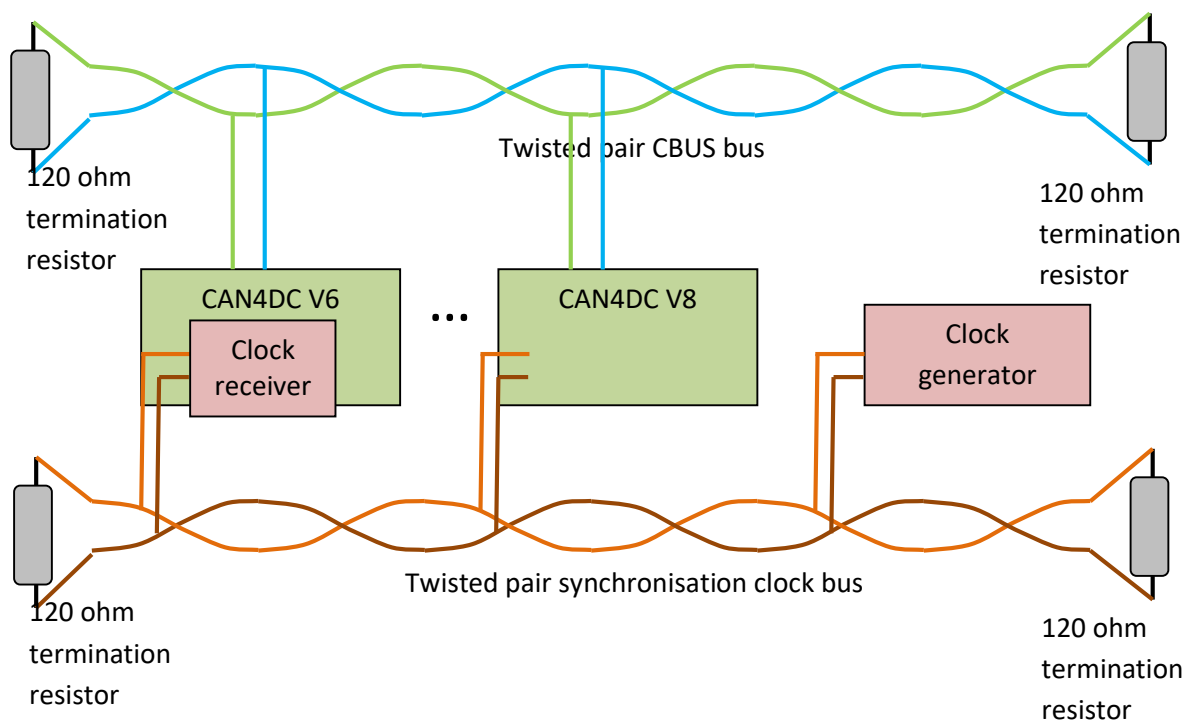 Twisted pair CBUS bus
120 ohm
termination
resistor
120 ohm
termination
resistor
CAN4DC V6
...
CAN4DC V8
Clock
receiver
Clock
generator
Twisted pair synchronisation clock bus
120 ohm
termination
resistor
120 ohm
termination
resistor